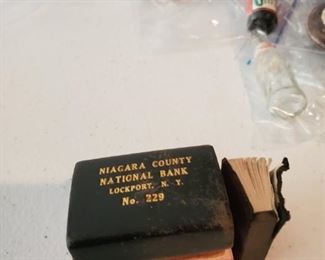 NIAGARA COUNTY
NATIONAL BANK
LOCKPORT, N. Y.
No. 229